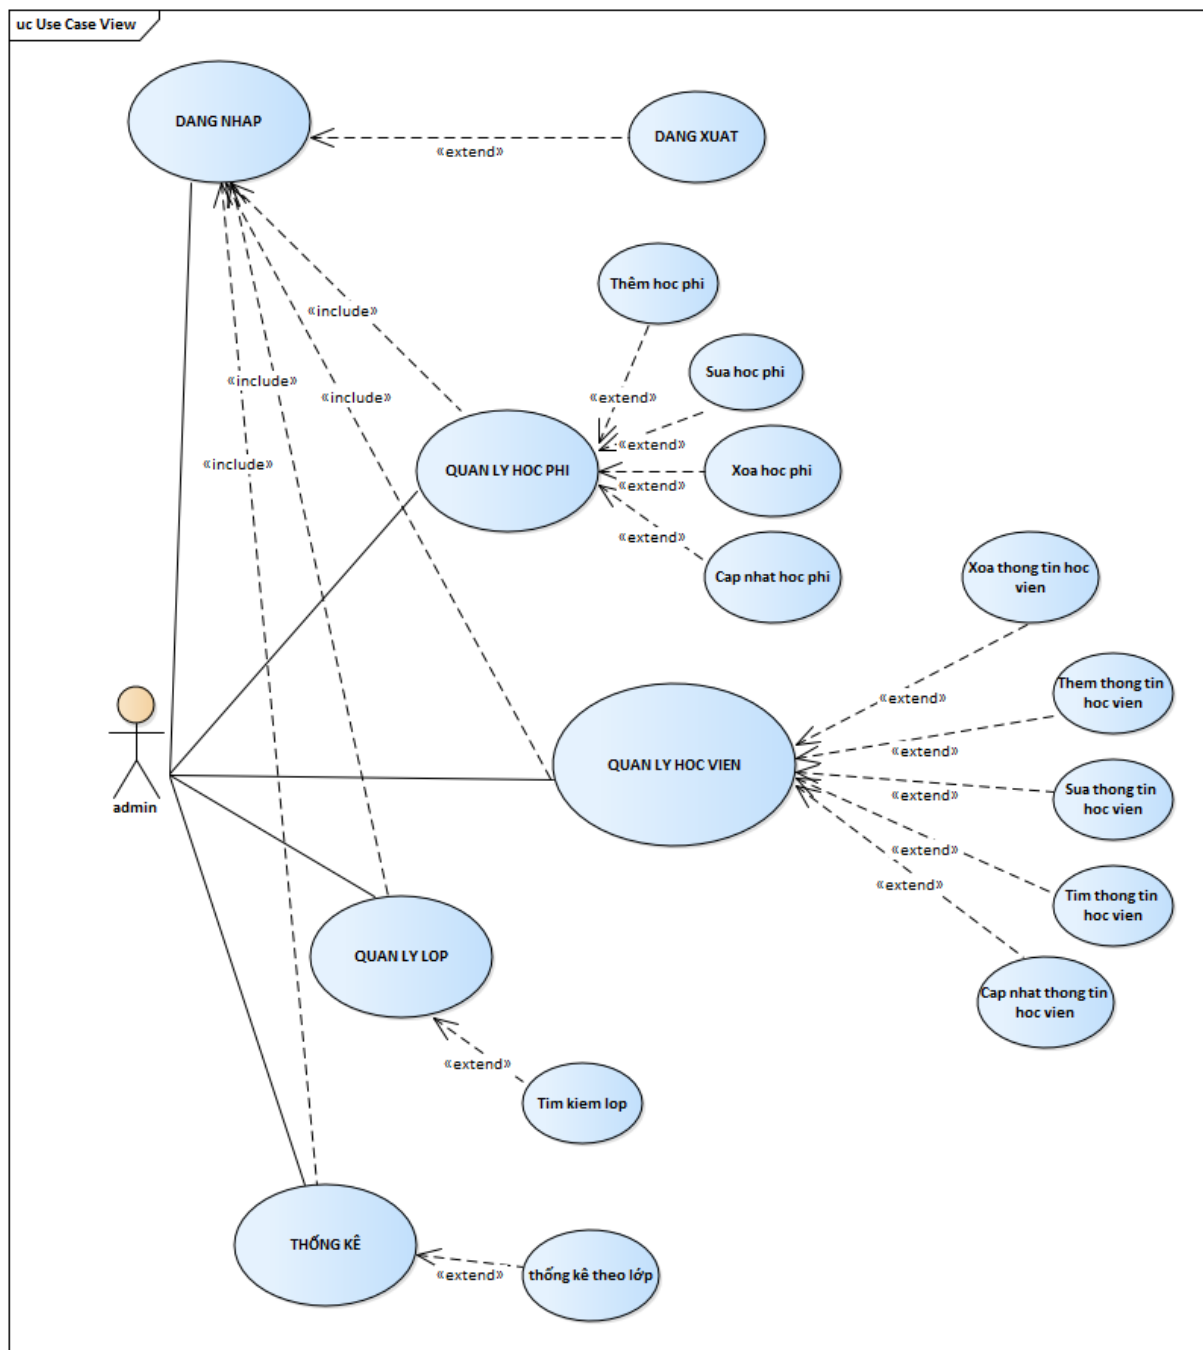 uc Use Case View
DANG NHAP
DANG XUAT
«extend»
Thêm hoc phi
«include»
Sua hoc phi
«include»
«include»
«extend»
«extend»
QUAN LY HOC PHI
Xoa hoc phi
«include»
«extend»
«extend»
Cap nhat hoc phi
Xoa thong tin hoc
vien
Them thong tin
hoc vien
«extend»
«extend»
QUAN LY HOC VIEN
Sua thong tin
hoc vien
«extend»
admin
«extend»
Tim thong tin
hoc vien
«extend»
QUAN LY LOP
Cap nhat thong tin
hoc vien
«extend»
Tim kiem lop
THỐNG KÊ
thống kê theo lớp
«extend»